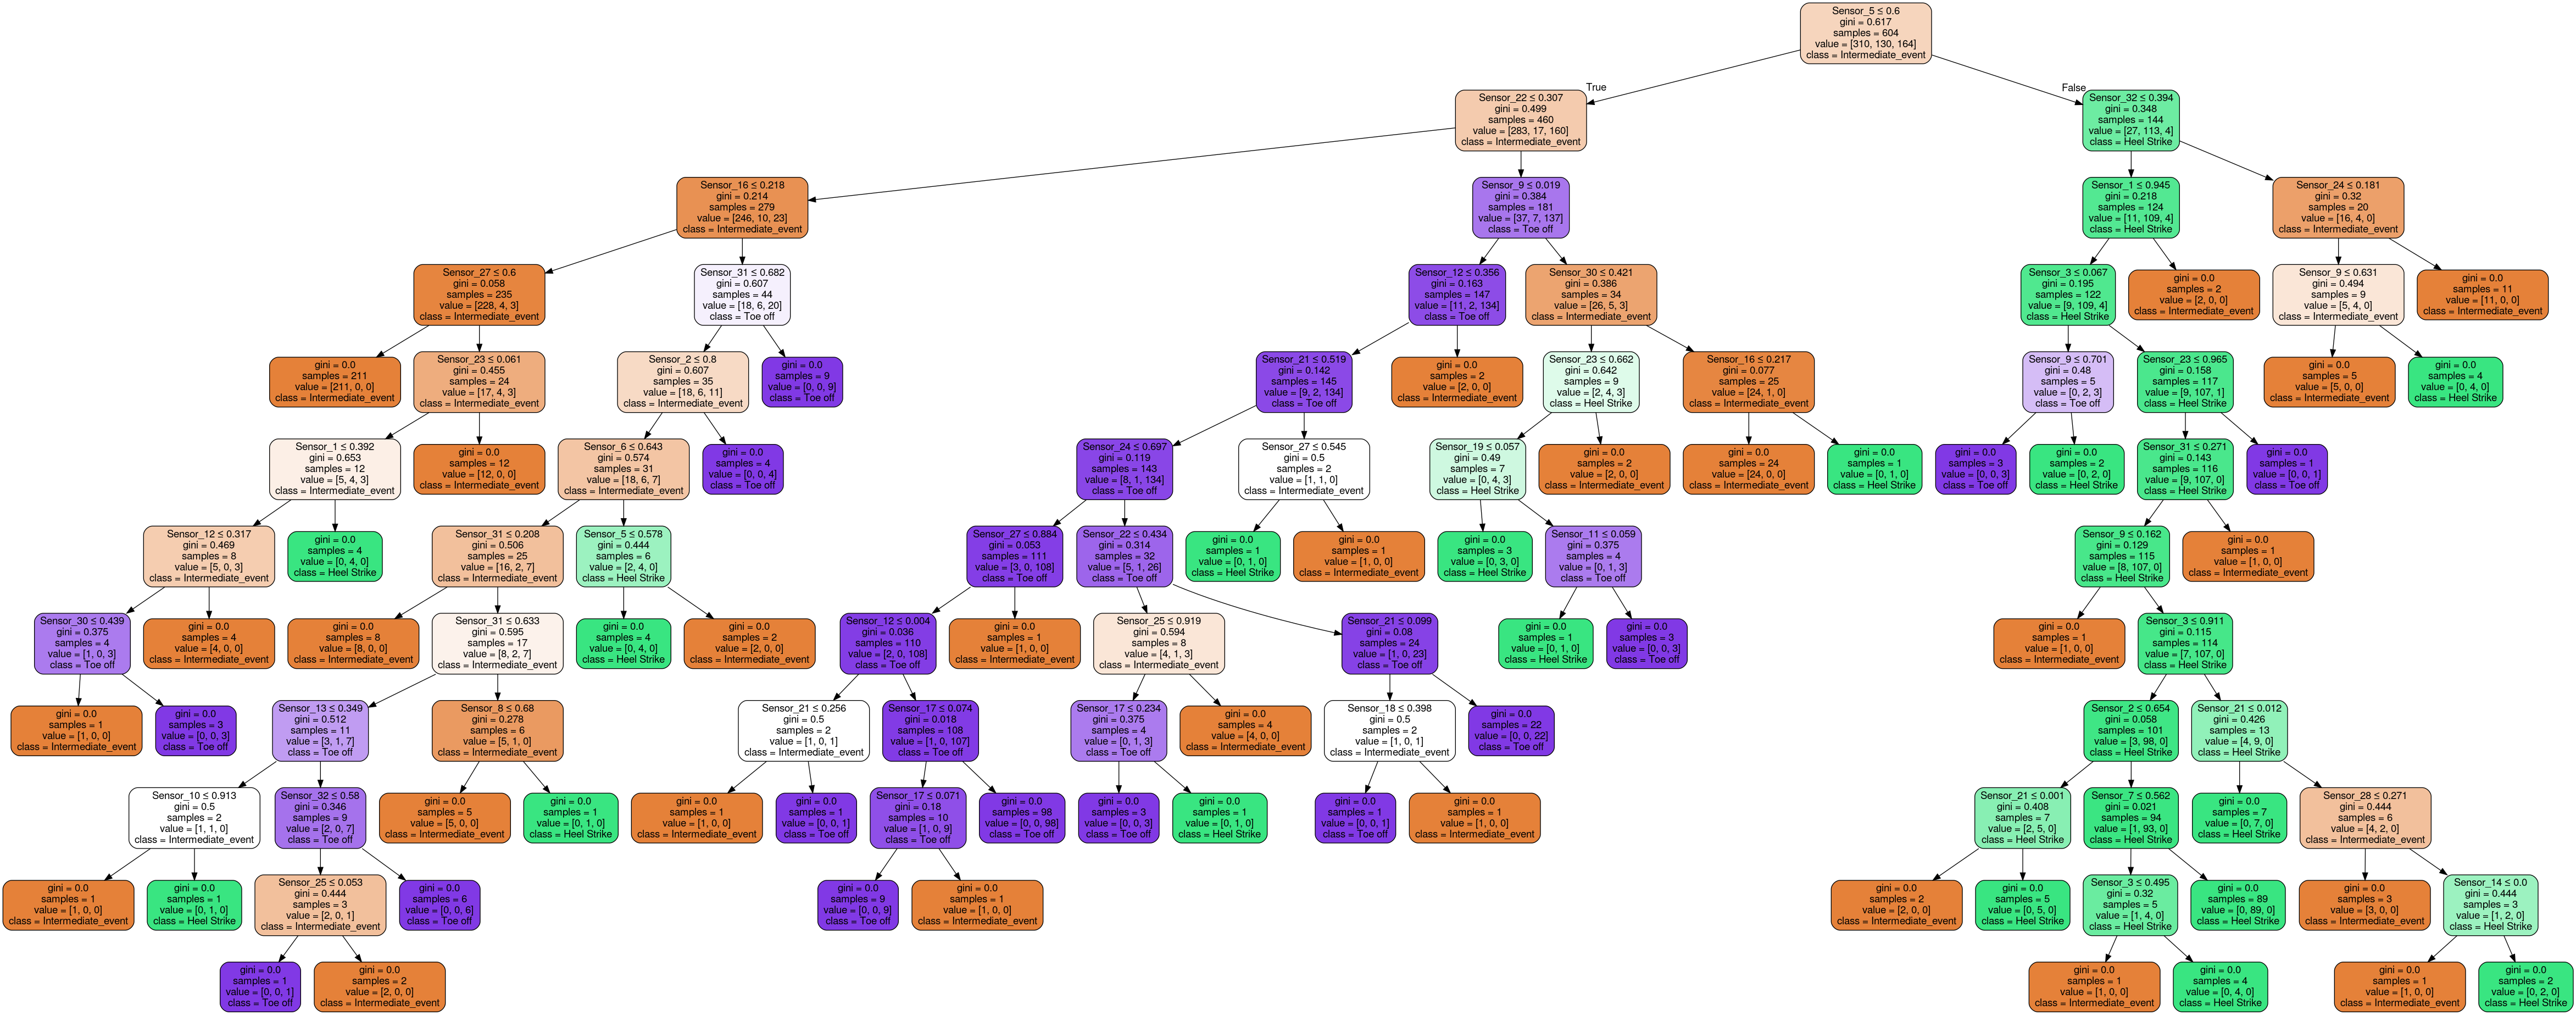 Sensor_5 ≤ 0.6
gini = 0.617
samples = 604
value = [310, 130, 164]
class = Intermediate_event
True
False
Sensor_22 ≤ 0.307
gini = 0.499
samples = 460
value = [283, 17, 160]
class = Intermediate_event
Sensor_32 ≤ 0.394
gini = 0.348
samples = 144
value = [27, 113, 4]
class = Heel Strike
Sensor_16 ≤ 0.218
gini = 0.214
samples = 279
value = [246, 10, 23]
class = Intermediate_event
Sensor_9 ≤ 0.019
gini = 0.384
samples = 181
value = [37, 7, 137]
class = Toe off
Sensor_1 ≤ 0.945
gini = 0.218
samples = 124
value = [11, 109, 4]
class = Heel Strike
Sensor_24 ≤ 0.181
gini = 0.32
samples = 20
value = [16, 4, 0]
class = Intermediate_event
Sensor_27 ≤ 0.6
gini = 0.058
samples = 235
value = [228, 4, 3]
class = Intermediate_event
Sensor_31 ≤ 0.682
gini = 0.607
samples = 44
value = [18, 6, 20]
class = Toe off
Sensor_12 ≤ 0.356
gini = 0.163
samples = 147
value = [11, 2, 134]
class = Toe off
Sensor_30 ≤ 0.421
gini = 0.386
samples = 34
value = [26, 5, 3]
class = Intermediate_event
Sensor_3 ≤ 0.067
gini = 0.195
samples = 122
value = [9, 109, 4]
class = Heel Strike
gini = 0.0
samples = 2
value = [2, 0, 0]
class = Intermediate_event
Sensor_9 ≤ 0.631
gini = 0.494
samples = 9
value = [5, 4, 0]
class = Intermediate_event
gini = 0.0
samples = 11
value = [11, 0, 0]
class = Intermediate_event
gini = 0.0
samples = 211
value = [211, 0, 0]
class = Intermediate_event
Sensor_23 ≤ 0.061
gini = 0.455
samples = 24
value = [17, 4, 3]
class = Intermediate_event
Sensor_2 ≤ 0.8
gini = 0.607
samples = 35
value = [18, 6, 11]
class = Intermediate_event
gini = 0.0
samples = 9
value = [0, 0, 9]
class = Toe off
Sensor_21 ≤ 0.519
gini = 0.142
samples = 145
value = [9, 2, 134]
class = Toe off
gini = 0.0
samples = 2
value = [2, 0, 0]
class = Intermediate_event
Sensor_23 ≤ 0.662
gini = 0.642
samples = 9
value = [2, 4, 3]
class = Heel Strike
Sensor_16 ≤ 0.217
gini = 0.077
samples = 25
value = [24, 1, 0]
class = Intermediate_event
Sensor_9 ≤ 0.701
gini = 0.48
samples = 5
value = [0, 2, 3]
class = Toe off
Sensor_23 ≤ 0.965
gini = 0.158
samples = 117
value = [9, 107, 1]
class = Heel Strike
gini = 0.0
samples = 5
value = [5, 0, 0]
class = Intermediate_event
gini = 0.0
samples = 4
value = [0, 4, 0]
class = Heel Strike
Sensor_1 ≤ 0.392
gini = 0.653
samples = 12
value = [5, 4, 3]
class = Intermediate_event
gini = 0.0
samples = 12
value = [12, 0, 0]
class = Intermediate_event
Sensor_6 ≤ 0.643
gini = 0.574
samples = 31
value = [18, 6, 7]
class = Intermediate_event
gini = 0.0
samples = 4
value = [0, 0, 4]
class = Toe off
Sensor_24 ≤ 0.697
gini = 0.119
samples = 143
value = [8, 1, 134]
class = Toe off
Sensor_27 ≤ 0.545
gini = 0.5
samples = 2
value = [1, 1, 0]
class = Intermediate_event
Sensor_19 ≤ 0.057
gini = 0.49
samples = 7
value = [0, 4, 3]
class = Heel Strike
gini = 0.0
samples = 2
value = [2, 0, 0]
class = Intermediate_event
gini = 0.0
samples = 24
value = [24, 0, 0]
class = Intermediate_event
gini = 0.0
samples = 1
value = [0, 1, 0]
class = Heel Strike
gini = 0.0
samples = 3
value = [0, 0, 3]
class = Toe off
gini = 0.0
samples = 2
value = [0, 2, 0]
class = Heel Strike
Sensor_31 ≤ 0.271
gini = 0.143
samples = 116
value = [9, 107, 0]
class = Heel Strike
gini = 0.0
samples = 1
value = [0, 0, 1]
class = Toe off
Sensor_12 ≤ 0.317
gini = 0.469
samples = 8
value = [5, 0, 3]
class = Intermediate_event
gini = 0.0
samples = 4
value = [0, 4, 0]
class = Heel Strike
Sensor_31 ≤ 0.208
gini = 0.506
samples = 25
value = [16, 2, 7]
class = Intermediate_event
Sensor_5 ≤ 0.578
gini = 0.444
samples = 6
value = [2, 4, 0]
class = Heel Strike
Sensor_27 ≤ 0.884
gini = 0.053
samples = 111
value = [3, 0, 108]
class = Toe off
Sensor_22 ≤ 0.434
gini = 0.314
samples = 32
value = [5, 1, 26]
class = Toe off
gini = 0.0
samples = 1
value = [0, 1, 0]
class = Heel Strike
gini = 0.0
samples = 1
value = [1, 0, 0]
class = Intermediate_event
gini = 0.0
samples = 3
value = [0, 3, 0]
class = Heel Strike
Sensor_11 ≤ 0.059
gini = 0.375
samples = 4
value = [0, 1, 3]
class = Toe off
Sensor_9 ≤ 0.162
gini = 0.129
samples = 115
value = [8, 107, 0]
class = Heel Strike
gini = 0.0
samples = 1
value = [1, 0, 0]
class = Intermediate_event
Sensor_30 ≤ 0.439
gini = 0.375
samples = 4
value = [1, 0, 3]
class = Toe off
gini = 0.0
samples = 4
value = [4, 0, 0]
class = Intermediate_event
gini = 0.0
samples = 8
value = [8, 0, 0]
class = Intermediate_event
Sensor_31 ≤ 0.633
gini = 0.595
samples = 17
value = [8, 2, 7]
class = Intermediate_event
gini = 0.0
samples = 4
value = [0, 4, 0]
class = Heel Strike
gini = 0.0
samples = 2
value = [2, 0, 0]
class = Intermediate_event
Sensor_12 ≤ 0.004
gini = 0.036
samples = 110
value = [2, 0, 108]
class = Toe off
gini = 0.0
samples = 1
value = [1, 0, 0]
class = Intermediate_event
Sensor_25 ≤ 0.919
gini = 0.594
samples = 8
value = [4, 1, 3]
class = Intermediate_event
Sensor_21 ≤ 0.099
gini = 0.08
samples = 24
value = [1, 0, 23]
class = Toe off
gini = 0.0
samples = 1
value = [0, 1, 0]
class = Heel Strike
gini = 0.0
samples = 3
value = [0, 0, 3]
class = Toe off
gini = 0.0
samples = 1
value = [1, 0, 0]
class = Intermediate_event
Sensor_3 ≤ 0.911
gini = 0.115
samples = 114
value = [7, 107, 0]
class = Heel Strike
gini = 0.0
samples = 1
value = [1, 0, 0]
class = Intermediate_event
gini = 0.0
samples = 3
value = [0, 0, 3]
class = Toe off
Sensor_13 ≤ 0.349
gini = 0.512
samples = 11
value = [3, 1, 7]
class = Toe off
Sensor_8 ≤ 0.68
gini = 0.278
samples = 6
value = [5, 1, 0]
class = Intermediate_event
Sensor_21 ≤ 0.256
gini = 0.5
samples = 2
value = [1, 0, 1]
class = Intermediate_event
Sensor_17 ≤ 0.074
gini = 0.018
samples = 108
value = [1, 0, 107]
class = Toe off
Sensor_17 ≤ 0.234
gini = 0.375
samples = 4
value = [0, 1, 3]
class = Toe off
gini = 0.0
samples = 4
value = [4, 0, 0]
class = Intermediate_event
Sensor_18 ≤ 0.398
gini = 0.5
samples = 2
value = [1, 0, 1]
class = Intermediate_event
gini = 0.0
samples = 22
value = [0, 0, 22]
class = Toe off
Sensor_2 ≤ 0.654
gini = 0.058
samples = 101
value = [3, 98, 0]
class = Heel Strike
Sensor_21 ≤ 0.012
gini = 0.426
samples = 13
value = [4, 9, 0]
class = Heel Strike
Sensor_10 ≤ 0.913
gini = 0.5
samples = 2
value = [1, 1, 0]
class = Intermediate_event
Sensor_32 ≤ 0.58
gini = 0.346
samples = 9
value = [2, 0, 7]
class = Toe off
gini = 0.0
samples = 5
value = [5, 0, 0]
class = Intermediate_event
gini = 0.0
samples = 1
value = [0, 1, 0]
class = Heel Strike
gini = 0.0
samples = 1
value = [1, 0, 0]
class = Intermediate_event
gini = 0.0
samples = 1
value = [0, 0, 1]
class = Toe off
Sensor_17 ≤ 0.071
gini = 0.18
samples = 10
value = [1, 0, 9]
class = Toe off
gini = 0.0
samples = 98
value = [0, 0, 98]
class = Toe off
gini = 0.0
samples = 3
value = [0, 0, 3]
class = Toe off
gini = 0.0
samples = 1
value = [0, 1, 0]
class = Heel Strike
gini = 0.0
samples = 1
value = [0, 0, 1]
class = Toe off
gini = 0.0
samples = 1
value = [1, 0, 0]
class = Intermediate_event
Sensor_21 ≤ 0.001
gini = 0.408
samples = 7
value = [2, 5, 0]
class = Heel Strike
Sensor_7 ≤ 0.562
gini = 0.021
samples = 94
value = [1, 93, 0]
class = Heel Strike
gini = 0.0
samples = 7
value = [0, 7, 0]
class = Heel Strike
Sensor_28 ≤ 0.271
gini = 0.444
samples = 6
value = [4, 2, 0]
class = Intermediate_event
gini = 0.0
samples = 1
value = [1, 0, 0]
class = Intermediate_event
gini = 0.0
samples = 1
value = [0, 1, 0]
class = Heel Strike
Sensor_25 ≤ 0.053
gini = 0.444
samples = 3
value = [2, 0, 1]
class = Intermediate_event
gini = 0.0
samples = 6
value = [0, 0, 6]
class = Toe off
gini = 0.0
samples = 9
value = [0, 0, 9]
class = Toe off
gini = 0.0
samples = 1
value = [1, 0, 0]
class = Intermediate_event
gini = 0.0
samples = 2
value = [2, 0, 0]
class = Intermediate_event
gini = 0.0
samples = 5
value = [0, 5, 0]
class = Heel Strike
Sensor_3 ≤ 0.495
gini = 0.32
samples = 5
value = [1, 4, 0]
class = Heel Strike
gini = 0.0
samples = 89
value = [0, 89, 0]
class = Heel Strike
gini = 0.0
samples = 3
value = [3, 0, 0]
class = Intermediate_event
Sensor_14 ≤ 0.0
gini = 0.444
samples = 3
value = [1, 2, 0]
class = Heel Strike
gini = 0.0
samples = 1
value = [0, 0, 1]
class = Toe off
gini = 0.0
samples = 2
value = [2, 0, 0]
class = Intermediate_event
gini = 0.0
samples = 1
value = [1, 0, 0]
class = Intermediate_event
gini = 0.0
samples = 4
value = [0, 4, 0]
class = Heel Strike
gini = 0.0
samples = 1
value = [1, 0, 0]
class = Intermediate_event
gini = 0.0
samples = 2
value = [0, 2, 0]
class = Heel Strike